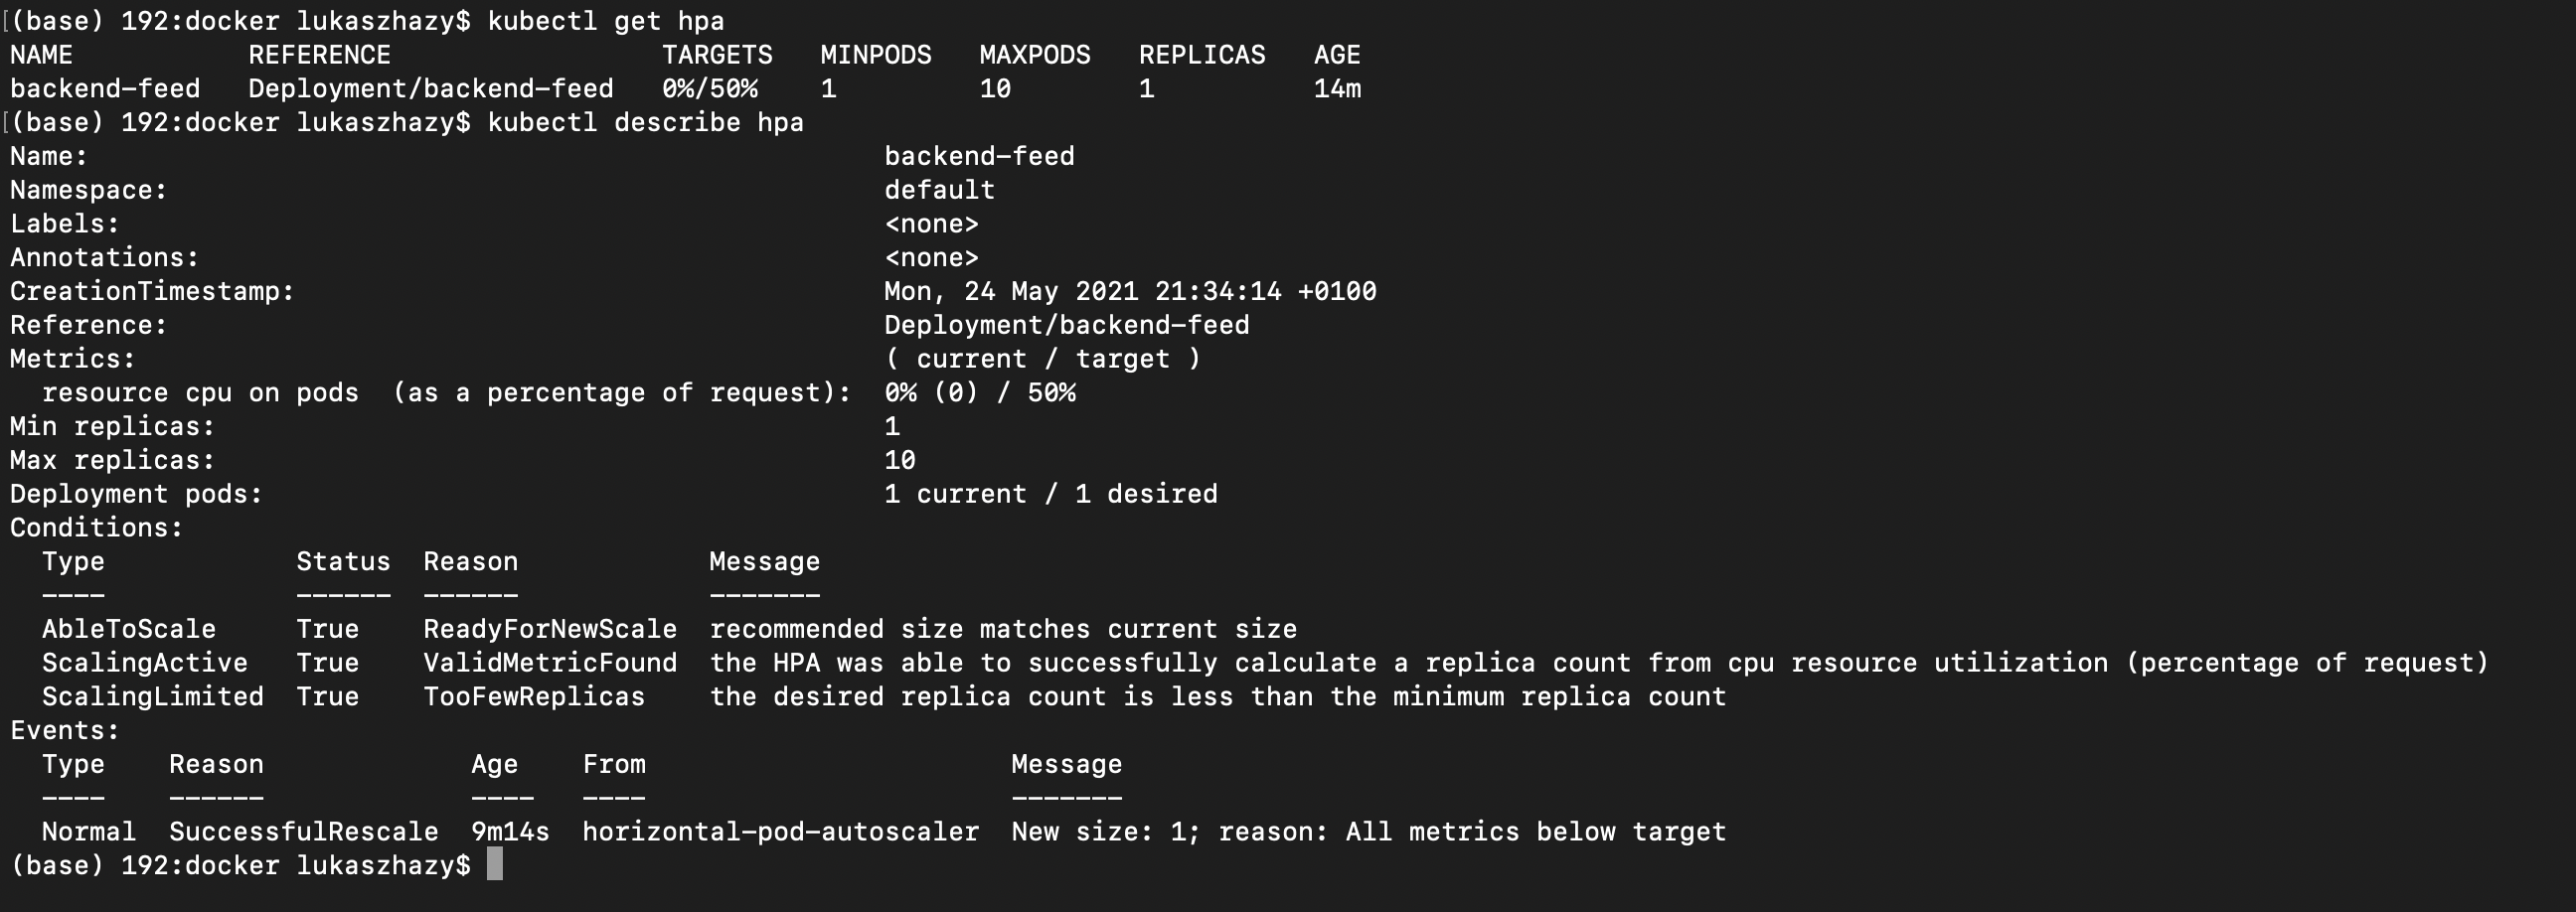 [(base) 192:docker lukaszhazy$ kubectl get hpa
NAME           REFERENCE                 TARGETS   MINPODS   MAXPODS   REPLICAS   AGE
backend-feed   Deployment/backend-feed   0%/50%    1         10        1          14m
[(base) 192:docker lukaszhazy$ kubectl describe hpa
Name:                                                  backend-feed
Namespace:                                             default
Labels:                                                <none>
Annotations:                                           <none>
CreationTimestamp:                                     Mon, 24 May 2021 21:34:14 +0100
Reference:                                             Deployment/backend-feed
Metrics:                                               ( current / target )
  resource cpu on pods  (as a percentage of request):  0% (0) / 50%
Min replicas:                                          1
Max replicas:                                          10
Deployment pods:                                       1 current / 1 desired
Conditions:
  Type            Status  Reason            Message
  ----            ------  ------            -------
  AbleToScale     True    ReadyForNewScale  recommended size matches current size
  ScalingActive   True    ValidMetricFound  the HPA was able to successfully calculate a replica count from cpu resource utilization (percentage of request)
  ScalingLimited  True    TooFewReplicas    the desired replica count is less than the minimum replica count
Events:
  Type    Reason             Age    From                       Message
  ----    ------             ----   ----                       -------
  Normal  SuccessfulRescale  9m14s  horizontal-pod-autoscaler  New size: 1; reason: All metrics below target
(base) 192:docker lukaszhazy$